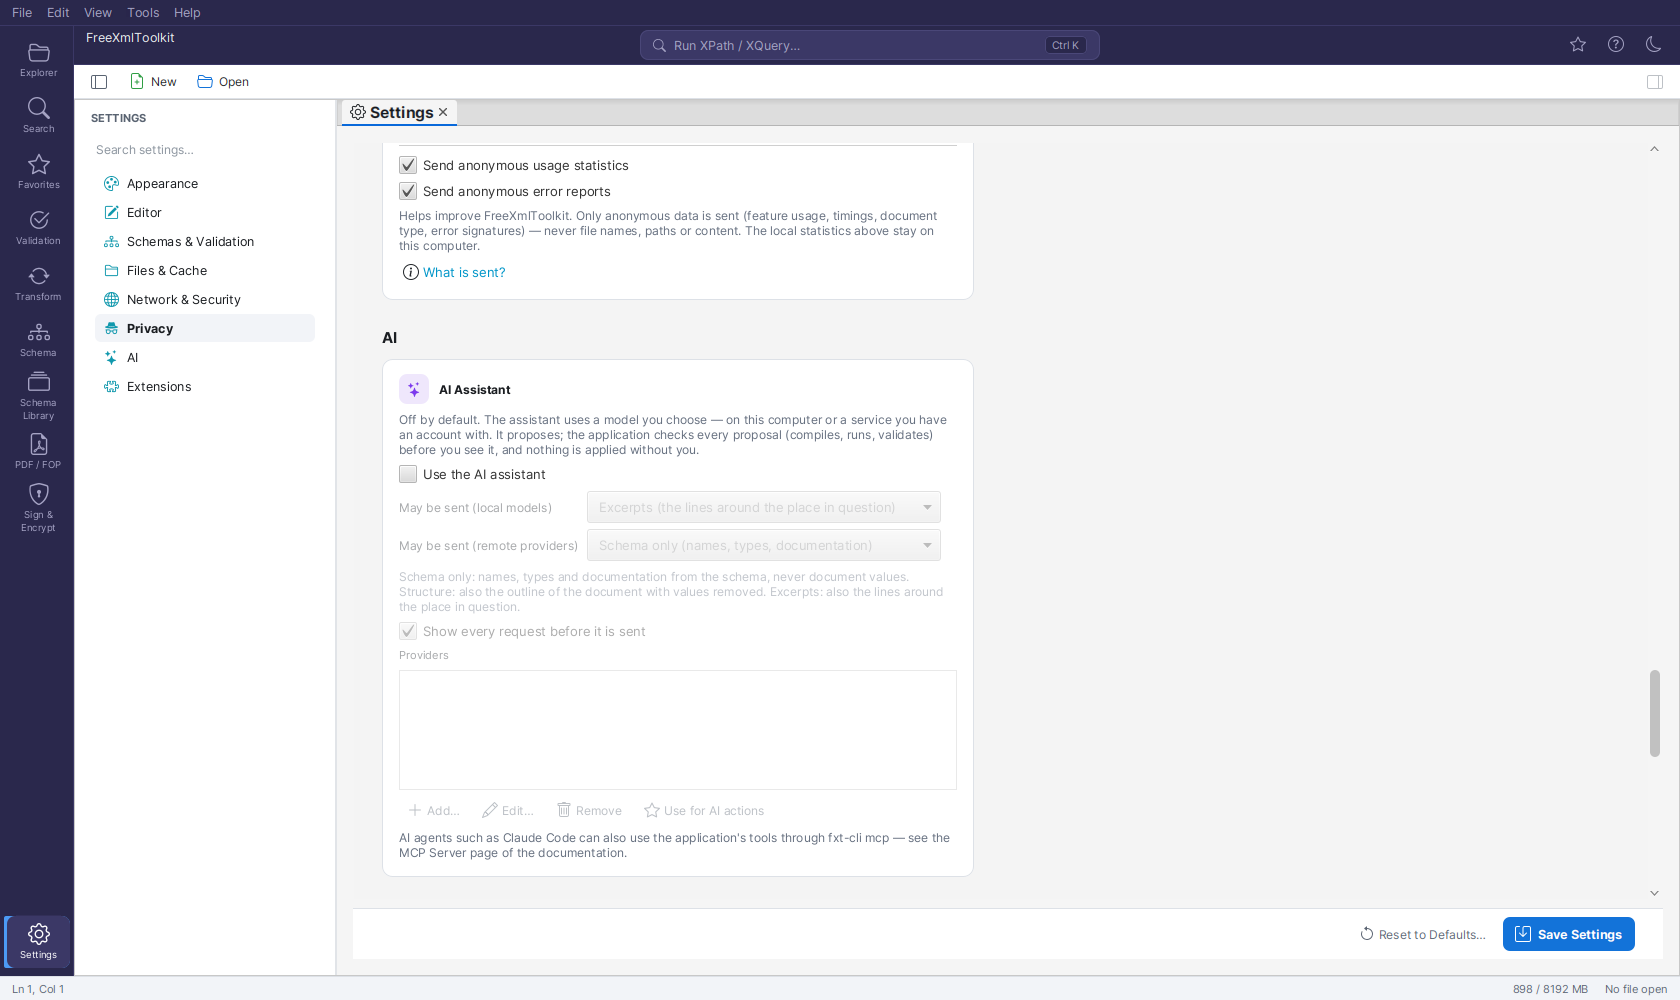 File Edit View Tools Help
FreeXmlToolkit
Run XPath / XQuery...
Ctrl K
Explorer
Search
Favorites
Validation
Transform
Schema
Schema
Library
PDF / FOP
Sign &
Encrypt
Settings
New
Open
SETTINGS
Search settings...
Appearance
Editor
Schemas & Validation
Files & Cache
Network & Security
Privacy
AI
Extensions
Settings
Send anonymous usage statistics
Send anonymous error reports
Helps improve FreeXmlToolkit. Only anonymous data is sent (feature usage, timings, document
type, error signatures) — never file names, paths or content. The local statistics above stay on
this computer.
What is sent?
AI
AI Assistant
Off by default. The assistant uses a model you choose — on this computer or a service you have
an account with. It proposes; the application checks every proposal (compiles, runs, validates)
before you see it, and nothing is applied without you.
Use the AI assistant
May be sent (local models)
Excerpts (the lines around the place in question)
May be sent (remote providers)
Schema only (names, types, documentation)
Schema only: names, types and documentation from the schema, never document values.
Structure: also the outline of the document with values removed. Excerpts: also the lines around
the place in question.
Show every request before it is sent
Providers
Add...
Edit...
Remove
Use for AI actions
AI agents such as Claude Code can also use the application's tools through fxt-cli mcp — see the
MCP Server page of the documentation.
Reset to Defaults...
Save Settings
Ln 1, Col 1
898 / 8192 MB
No file open